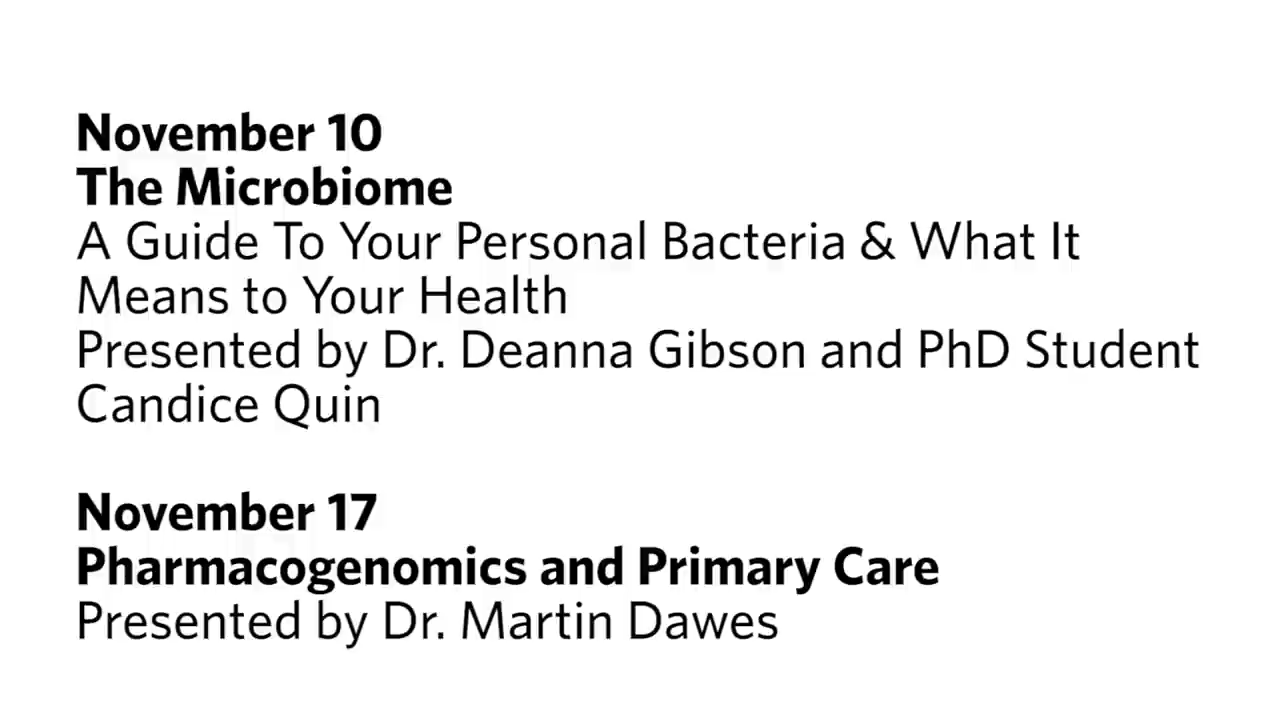 November 10
The Microbiome
A Guide To Your Personal Bacteria & What It
Means to Your Health
Presented by Dr. Deanna Gibson and PhD Student
Candice Quin
November 17
Pharmacogenomics and Primary Care
Presented by Dr. Martin Dawes